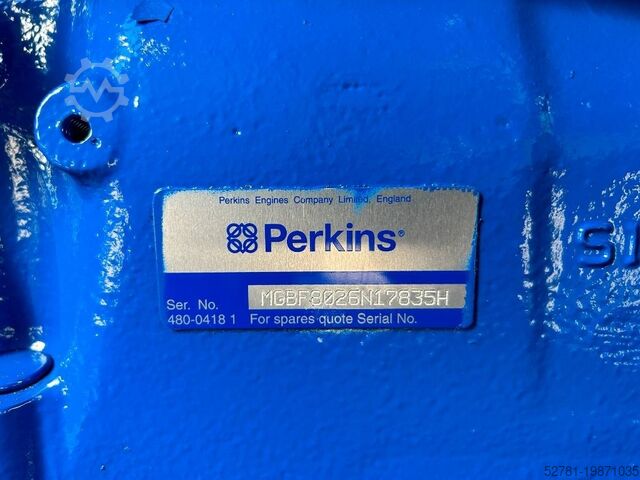 Perkins Engines Company Limited, England
Perkins®
Ser. No. MGBF8026N17835H
480-0418 1 For spares quote Serial No.
52781-19871035